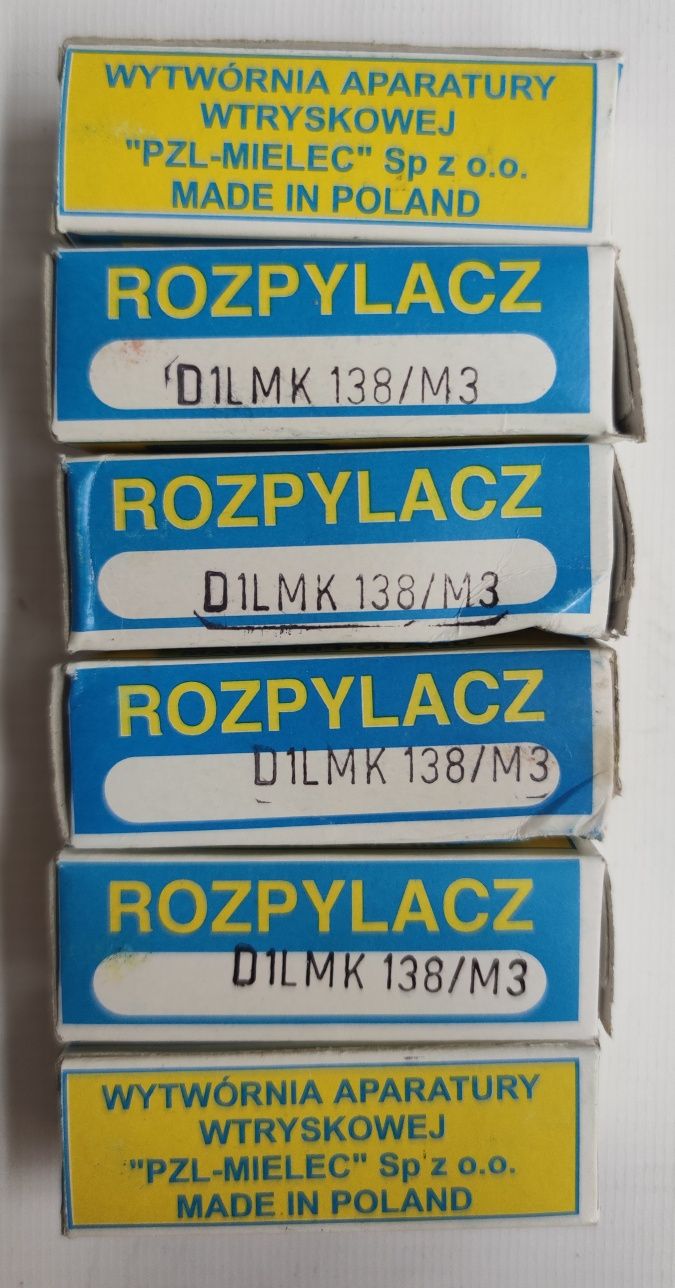 WYTWÓRNIA APARATURY
WTRYSKOWEJ
"PZL-MIELEC" Sp z o.o.
MADE IN POLAND
ROZPYLACZ
D1LMK 138/M3
ROZPYLACZ
D1LMK 138/M3
ROZPYLACZ
D1LMK 138/M3
ROZPYLACZ
D1LMK 138/M3
WYTWÓRNIA APARATURY
WTRYSKOWEJ
"PZL-MIELEC" Sp z o.o.
MADE IN POLAND